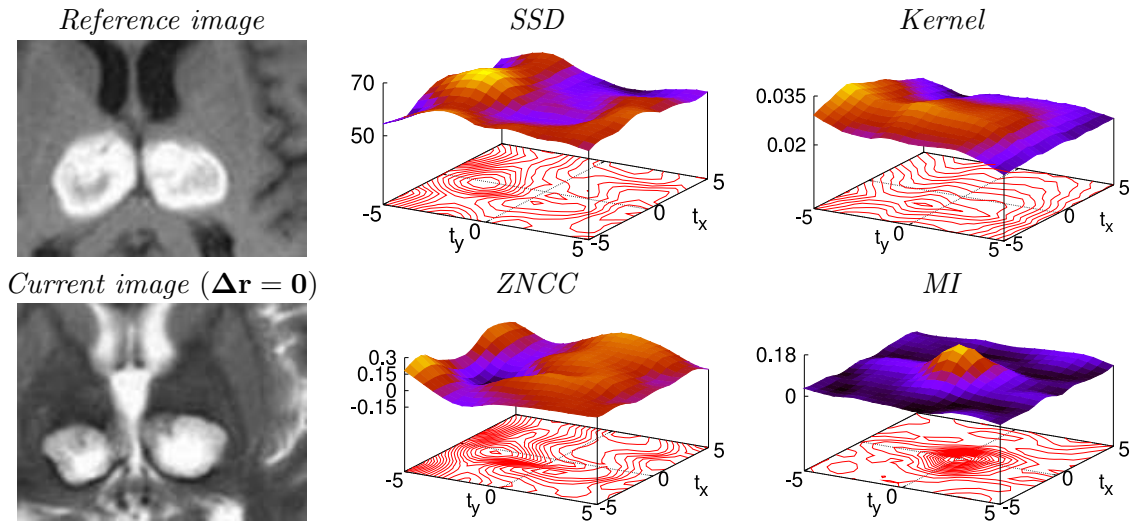 Reference image
SSD
Kernel
70
50
-5
t_y
0
5
-5
0
t_x
5
0.035
0.02
-5
t_y
0
5
-5
0
t_x
5
Current image (Δr = 0)
ZNCC
MI
0.3
0.15
0
-0.15
-5
t_y
0
5
-5
0
t_x
5
0.18
0
-5
t_y
0
5
-5
0
t_x
5